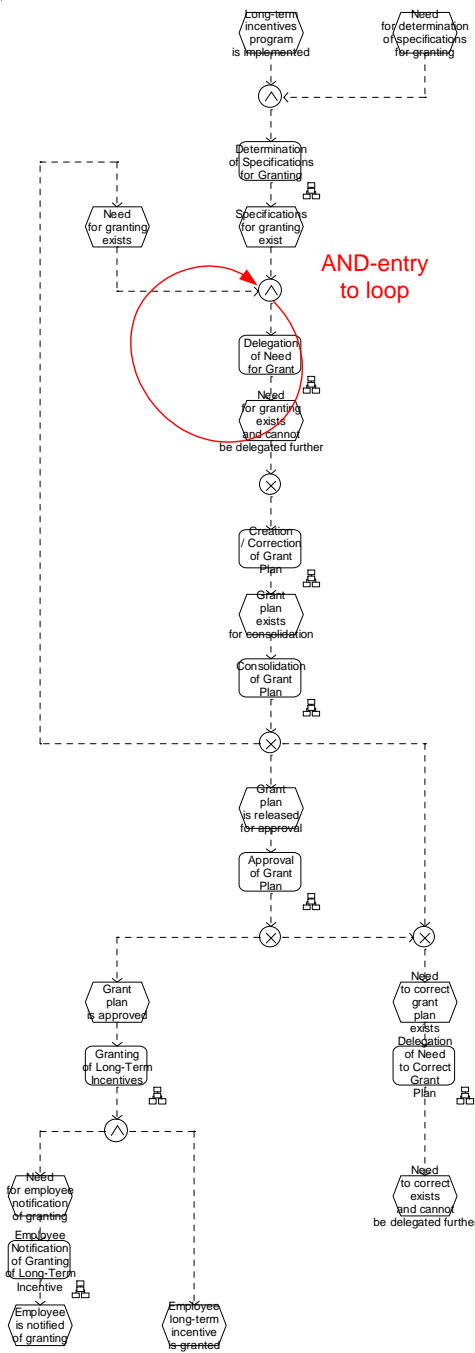 Long-term
incentives
program
is implemented
Need
for determination
of specifications
for granting
Determination
of Specifications
for Granting
Need
for granting
exists
Specifications
for granting
exist
AND-entry
to loop
Delegation
of Need
for Grant
Need
for granting
exists
and cannot
be delegated further
Creation
/ Correction
of Grant
Plan
Grant
plan
exists
for consolidation
Consolidation
of Grant
Plan
Grant
plan
is released
for approval
Approval
of Grant
Plan
Grant
plan
is approved
Need
to correct
grant
plan
exists
Granting
of Long-Term
Incentives
Delegation
of Need
to Correct
Grant
Plan
Need
for employee
notification
of granting
Need
to correct
exists
and cannot
be delegated further
Employee
Notification
of Granting
of Long-Term
Incentive
Employee
is notified
of granting
Employee
long-term
incentive
is granted